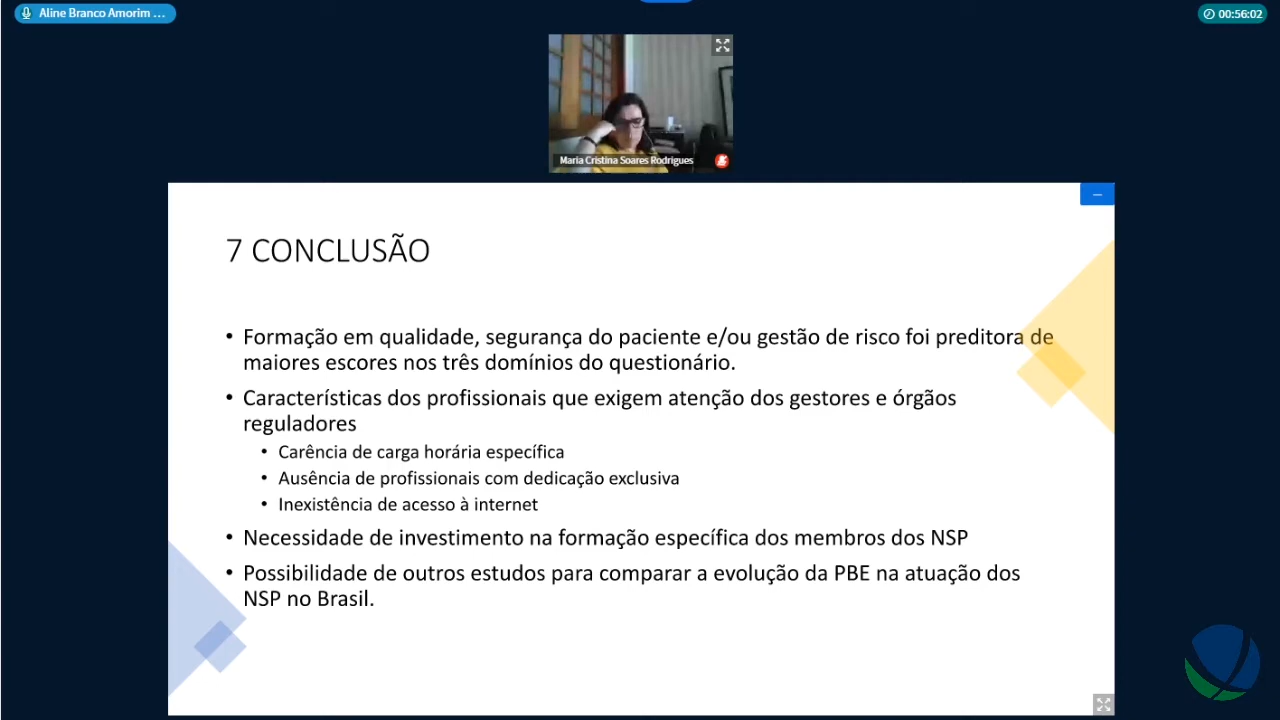 Aline Branco Amorim ...
00:56:02
Maria Cristina Soares Rodrigues
7 CONCLUSÃO
• Formação em qualidade, segurança do paciente e/ou gestão de risco foi preditora de
maiores escores nos três domínios do questionário.
• Características dos profissionais que exigem atenção dos gestores e órgãos
reguladores
• Carência de carga horária específica
• Ausência de profissionais com dedicação exclusiva
• Inexistência de acesso à internet
• Necessidade de investimento na formação específica dos membros dos NSP
• Possibilidade de outros estudos para comparar a evolução da PBE na atuação dos
NSP no Brasil.